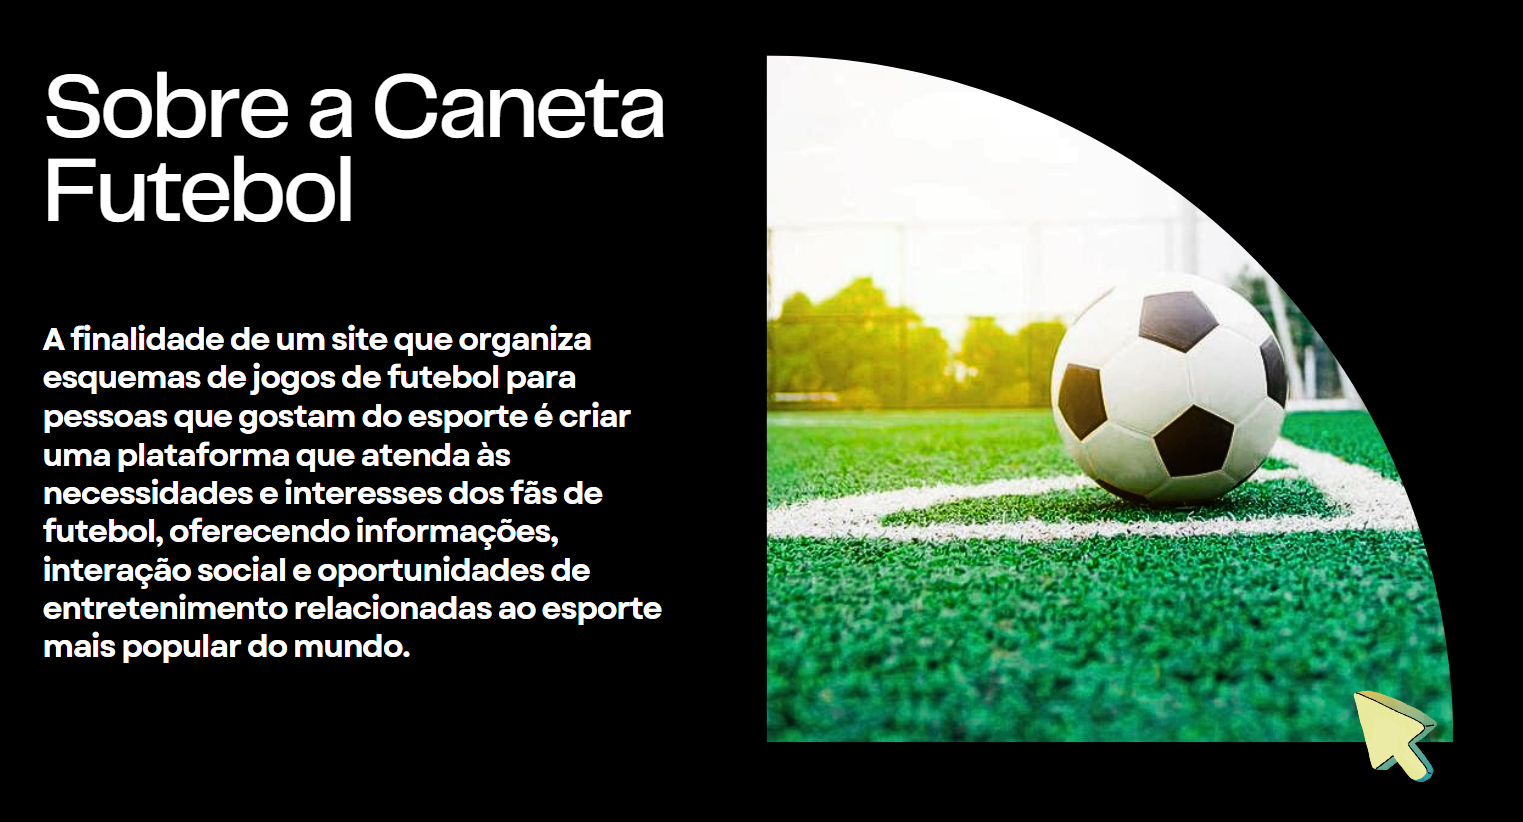 Sobre a Caneta
Futebol
A finalidade de um site que organiza
esquemas de jogos de futebol para
pessoas que gostam do esporte é criar
uma plataforma que atenda às
necessidades e interesses dos fãs de
futebol, oferecendo informações,
interação social e oportunidades de
entretenimento relacionadas ao esporte
mais popular do mundo.